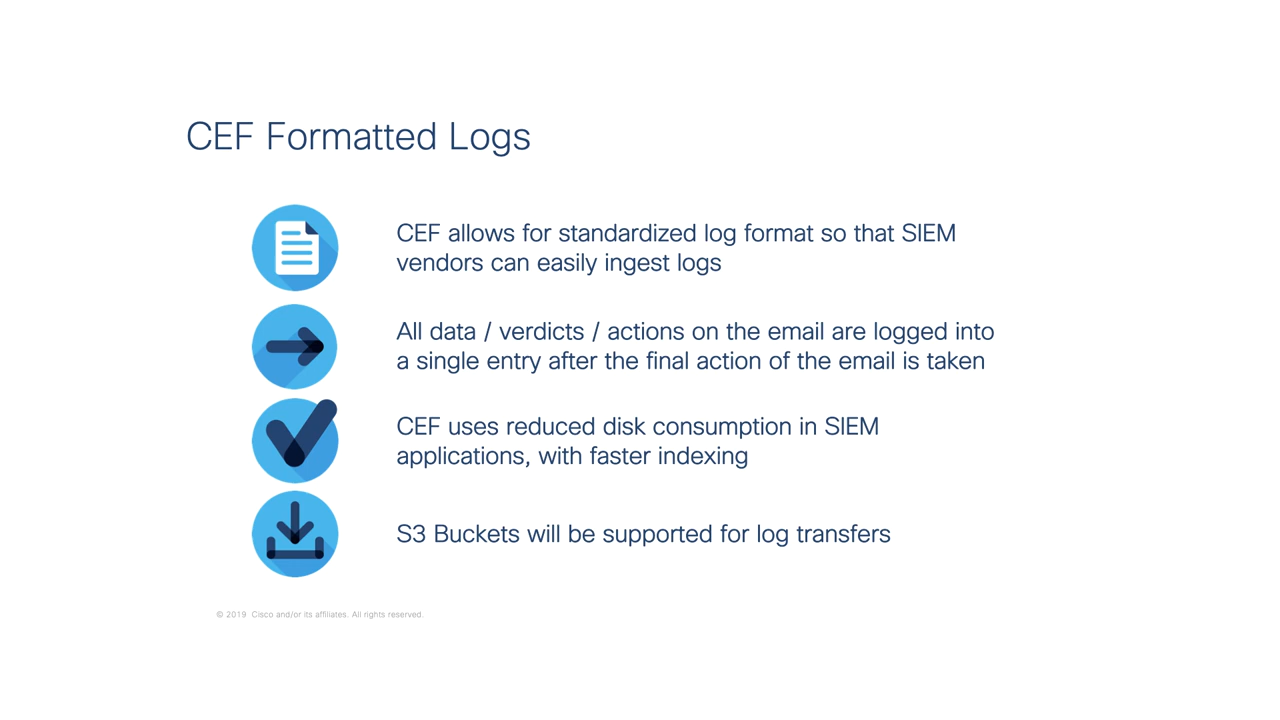 CEF Formatted Logs
CEF allows for standardized log format so that SIEM
vendors can easily ingest logs
All data / verdicts / actions on the email are logged into
a single entry after the final action of the email is taken
CEF uses reduced disk consumption in SIEM
applications, with faster indexing
S3 Buckets will be supported for log transfers
© 2019 Cisco and/or its affiliates. All rights reserved.